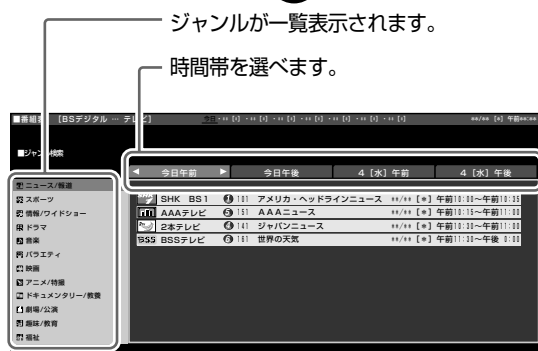 ジャンルが一覧表示されます。
時間帯を選べます。
■番組表 [BSデジタル … テレビ] 今日 ・** [*] ・** [*] ・** [*] ・** [*] ・** [*] ・** [*] ・** [*] **/** [*] 午前**:**
■ジャンル検索
今日午前 今日午後 4 [水] 午前 4 [水] 午後
ニュース/報道
スポーツ
情報/ワイドショー
ドラマ
音楽
バラエティ
映画
アニメ/特撮
ドキュメンタリー/教養
劇場/公演
趣味/教育
福祉
SHK BS1 ❶ 101 アメリカ・ヘッドラインニュース **/** [*] 午前10:00～午前10:35
AAAテレビ ❺ 151 AAAニュース **/** [*] 午前10:15～午前11:00
2本テレビ ❹ 141 ジャパンニュース **/** [*] 午前10:30～午前11:00
BSS BSSテレビ ❻ 161 世界の天気 **/** [*] 午前11:30～午後 0:00